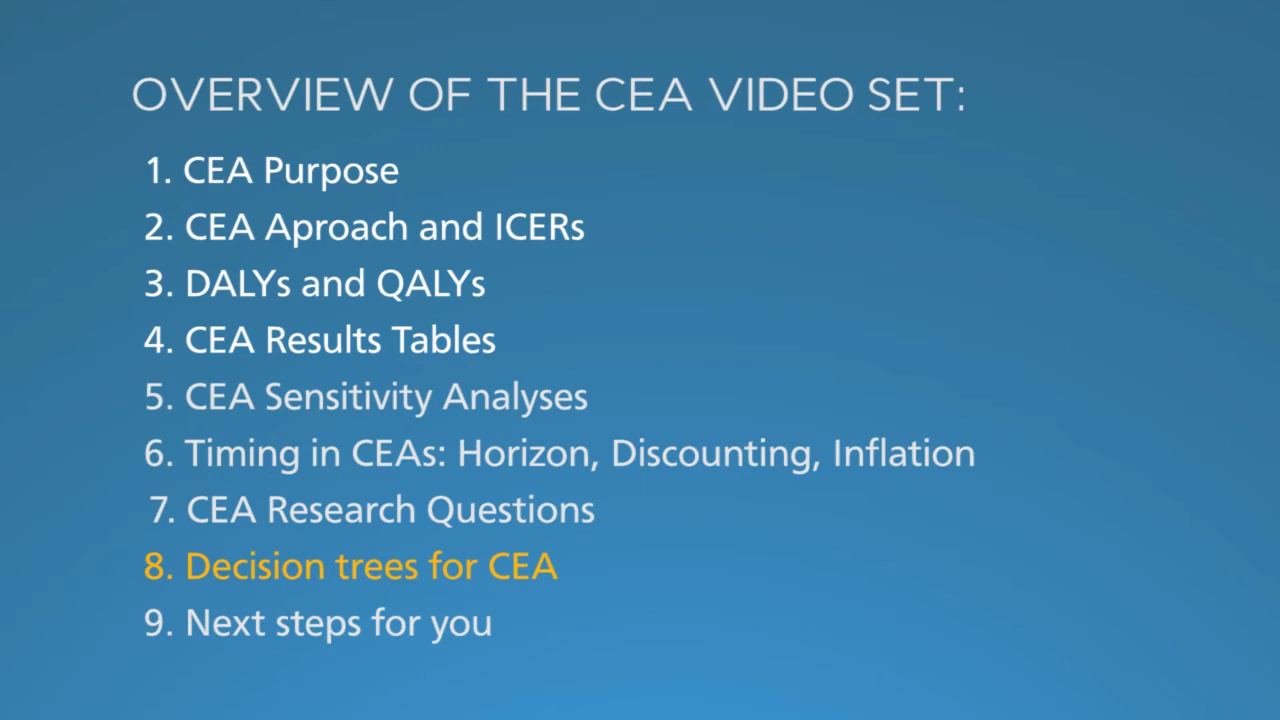 OVERVIEW OF THE CEA VIDEO SET:
1. CEA Purpose
2. CEA Aproach and ICERs
3. DALYs and QALYs
4. CEA Results Tables
5. CEA Sensitivity Analyses
6. Timing in CEAs: Horizon, Discounting, Inflation
7. CEA Research Questions
8. Decision trees for CEA
9. Next steps for you